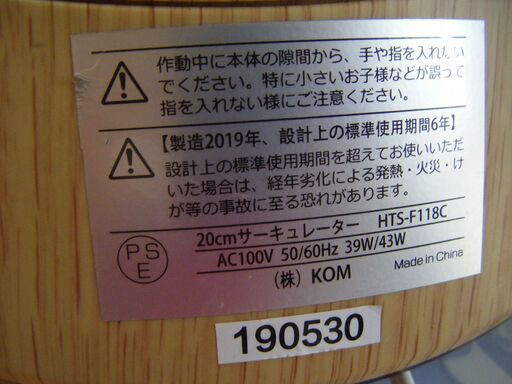 作動中に本体の隙間から、手や指を入れない
でください。特に小さいお子様などが誤って
指を入れない様にご注意ください。
【製造2019年、設計上の標準使用期間6年】
設計上の標準使用期間を超えてお使いいただ
いた場合は、経年劣化による発熱・火災・け
が等の事故に至る恐れがあります。
PS
E
20cmサーキュレーター HTS-F118C
AC100V 50/60Hz 39W/43W
(株) KOM
Made in China
190530